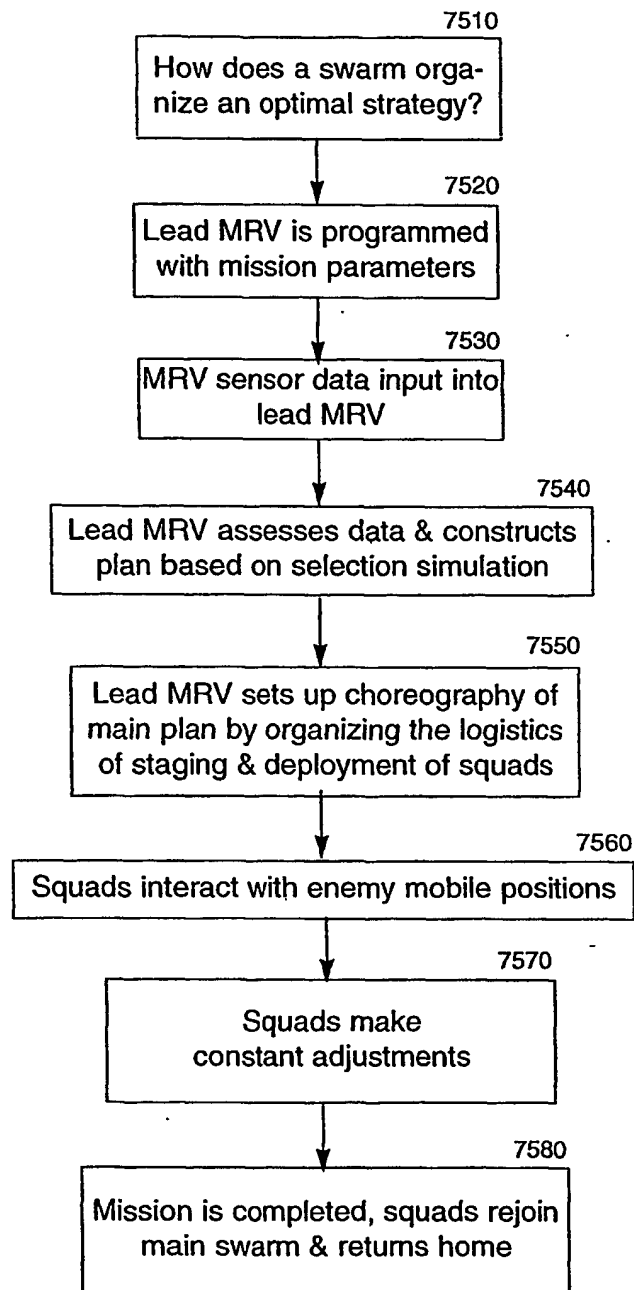 7510
How does a swarm orga-
nize an optimal strategy?
7520
Lead MRV is programmed
with mission parameters
7530
MRV sensor data input into
lead MRV
7540
Lead MRV assesses data & constructs
plan based on selection simulation
7550
Lead MRV sets up choreography of
main plan by organizing the logistics
of staging & deployment of squads
7560
Squads interact with enemy mobile positions
7570
Squads make
constant adjustments
7580
Mission is completed, squads rejoin
main swarm & returns home